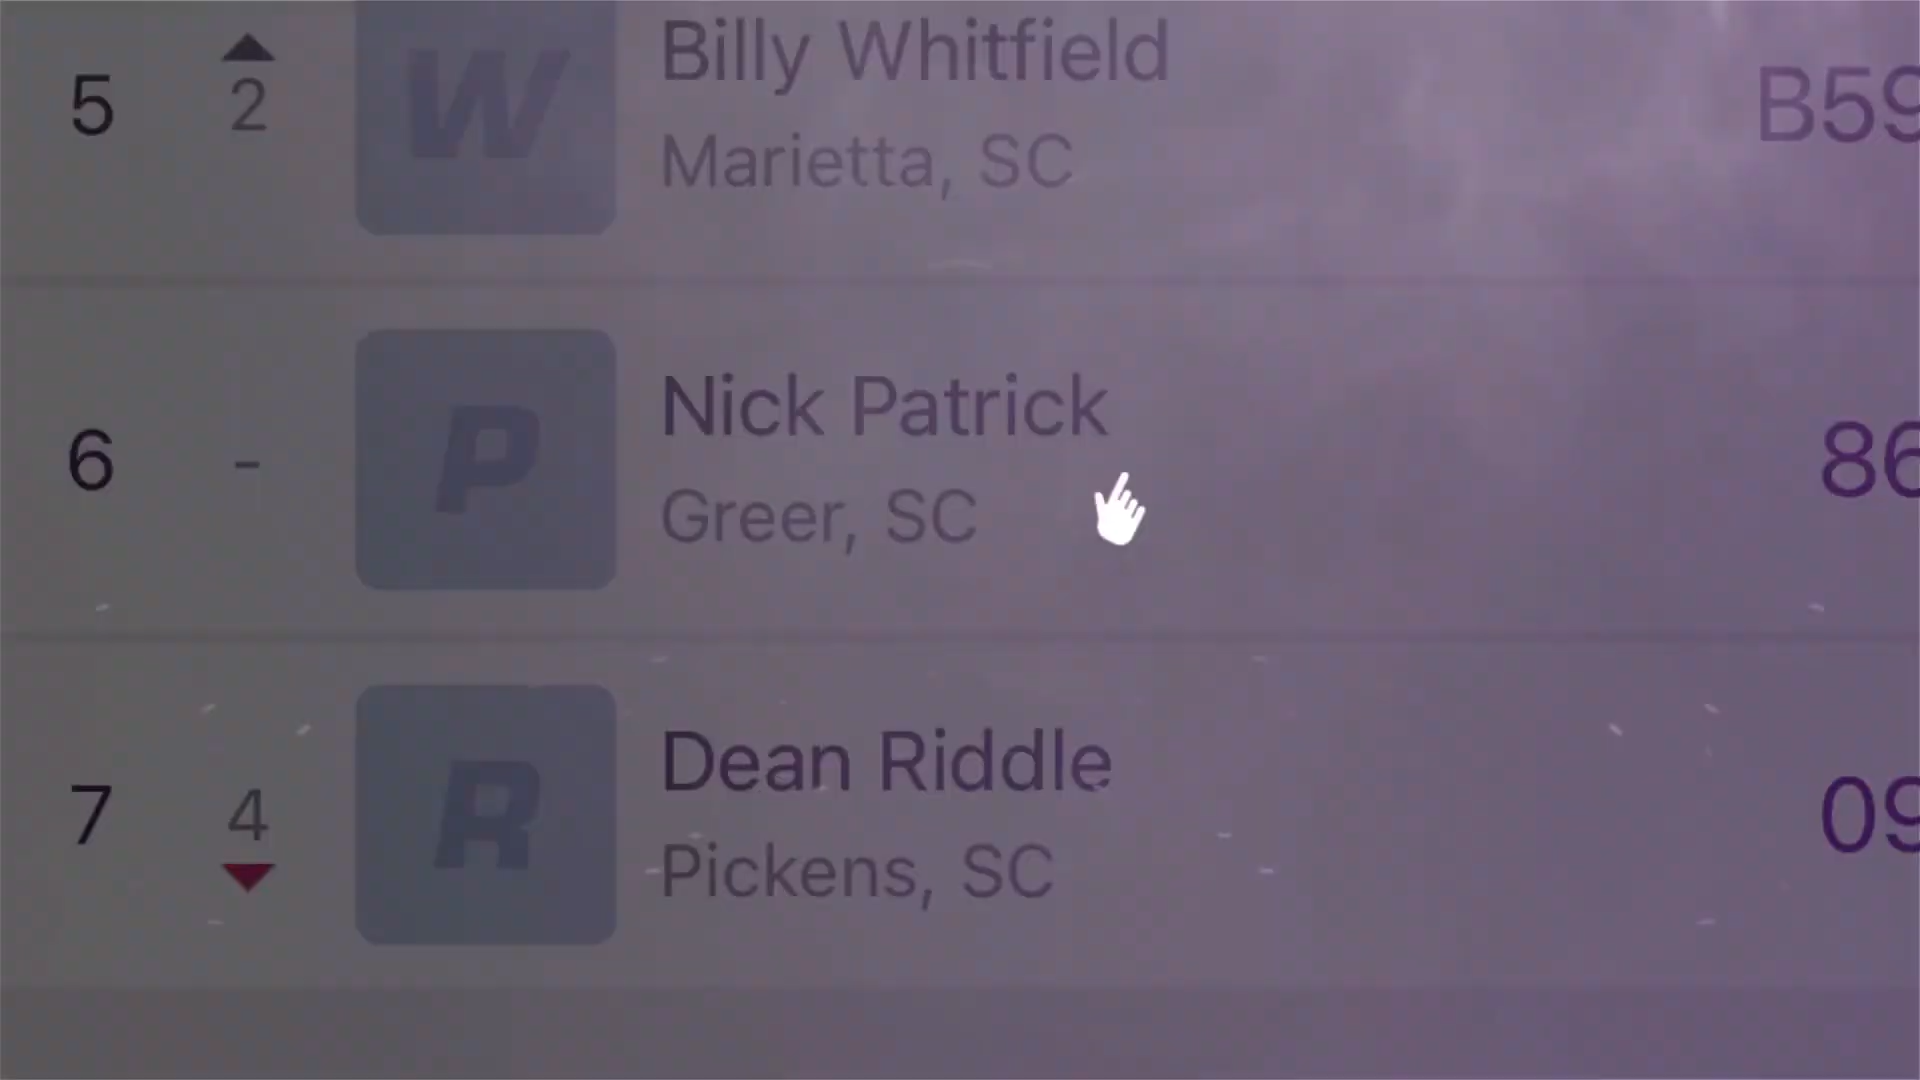 5 2 W Billy Whitfield B59
Marietta, SC
6 - P Nick Patrick 86
Greer, SC
7 4 R Dean Riddle 09
Pickens, SC